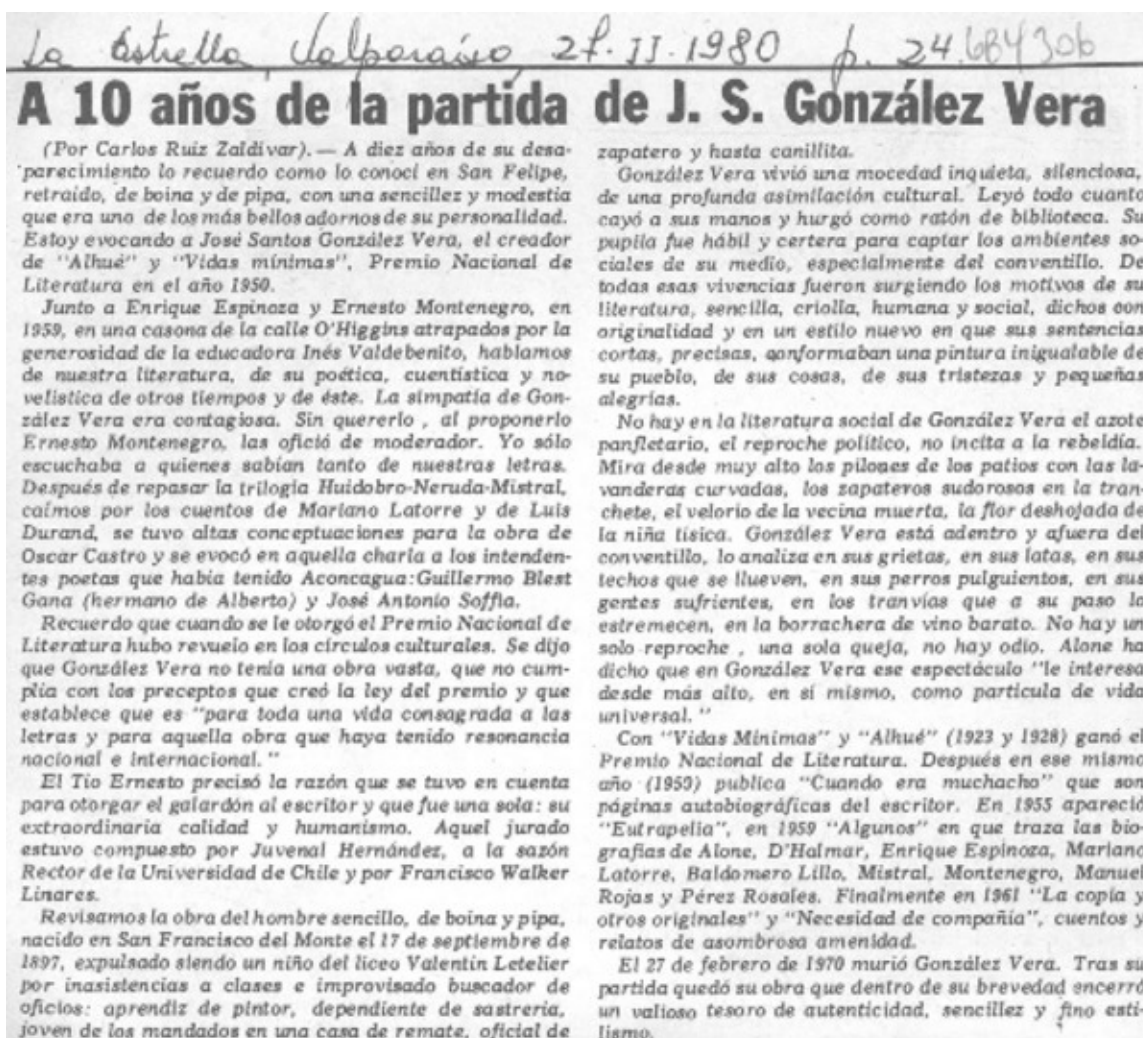 La Estrella, Valparaíso, 27.II.1980 p. 24. 684306
A 10 años de la partida de J. S. González Vera
(Por Carlos Ruiz Zaldívar). — A diez años de su desa-
parecimiento lo recuerdo como lo conocí en San Felipe,
retraído, de boina y de pipa, con una sencillez y modestia
que era uno de los más bellos adornos de su personalidad.
Estoy evocando a José Santos González Vera, el creador
de "Alhué" y "Vidas mínimas", Premio Nacional de
Literatura en el año 1950.
Junto a Enrique Espinoza y Ernesto Montenegro, en
1959, en una casona de la calle O'Higgins atrapados por la
generosidad de la educadora Inés Valdebenito, hablamos
de nuestra literatura, de su poética, cuentística y no-
velística de otros tiempos y de éste. La simpatía de Gon-
zález Vera era contagiosa. Sin quererlo , al proponerlo
Ernesto Montenegro, las ofició de moderador. Yo sólo
escuchaba a quienes sabían tanto de nuestras letras.
Después de repasar la trilogía Huidobro-Neruda-Mistral,
caímos por los cuentos de Mariano Latorre y de Luis
Durand, se tuvo altas conceptuaciones para la obra de
Oscar Castro y se evocó en aquella charla a los intenden-
tes poetas que había tenido Aconcagua:Guillermo Blest
Gana (hermano de Alberto) y José Antonio Soffia.
Recuerdo que cuando se le otorgó el Premio Nacional de
Literatura hubo revuelo en los círculos culturales. Se dijo
que González Vera no tenía una obra vasta, que no cum-
plía con los preceptos que creó la ley del premio y que
establece que es "para toda una vida consagrada a las
letras y para aquella obra que haya tenido resonancia
nacional e internacional."
El Tío Ernesto precisó la razón que se tuvo en cuenta
para otorgar el galardón al escritor y que fue una sola: su
extraordinaria calidad y humanismo. Aquel jurado
estuvo compuesto por Juvenal Hernández, a la sazón
Rector de la Universidad de Chile y por Francisco Walker
Linares.
Revisamos la obra del hombre sencillo, de boina y pipa,
nacido en San Francisco del Monte el 17 de septiembre de
1897, expulsado siendo un niño del liceo Valentín Letelier
por inasistencias a clases e improvisado buscador de
oficios: aprendiz de pintor, dependiente de sastrería,
joven de los mandados en una casa de remate, oficial de
zapatero y hasta canillita.
González Vera vivió una mocedad inquieta, silenciosa,
de una profunda asimilación cultural. Leyó todo cuanto
cayó a sus manos y hurgó como ratón de biblioteca. Su
pupila fue hábil y certera para captar los ambientes so-
ciales de su medio, especialmente del conventillo. De
todas esas vivencias fueron surgiendo los motivos de su
literatura, sencilla, criolla, humana y social, dichos con
originalidad y en un estilo nuevo en que sus sentencias
cortas, precisas, conformaban una pintura inigualable de
su pueblo, de sus cosas, de sus tristezas y pequeñas
alegrías.
No hay en la literatura social de González Vera el azote
panfletario, el reproche político, no incita a la rebeldía.
Mira desde muy alto los pilones de los patios con las la-
vanderas curvadas, los zapateros sudorosos en la tran-
chete, el velorio de la vecina muerta, la flor deshojada de
la niña tísica. González Vera está adentro y afuera del
conventillo, lo analiza en sus grietas, en sus latas, en sus
techos que se llueven, en sus perros pulguientos, en sus
gentes sufrientes, en los tranvías que a su paso lo
estremecen, en la borrachera de vino barato. No hay un
solo reproche , una sola queja, no hay odio. Alone ha
dicho que en González Vera ese espectáculo "le interesa
desde más alto, en sí mismo, como partícula de vida
universal."
Con "Vidas Mínimas" y "Alhué" (1923 y 1928) ganó el
Premio Nacional de Literatura. Después en ese mismo
año (1950) publica "Cuando era muchacho" que son
páginas autobiográficas del escritor. En 1955 apareció
"Eutrapelia", en 1959 "Algunos" en que traza las bio-
grafías de Alone, D'Halmar, Enrique Espinoza, Mariano
Latorre, Baldomero Lillo, Mistral, Montenegro, Manuel
Rojas y Pérez Rosales. Finalmente en 1961 "La copia y
otros originales" y "Necesidad de compañía", cuentos y
relatos de asombrosa amenidad.
El 27 de febrero de 1970 murió González Vera. Tras su
partida quedó su obra que dentro de su brevedad encerró
un valioso tesoro de autenticidad, sencillez y fino esti-
lismo.